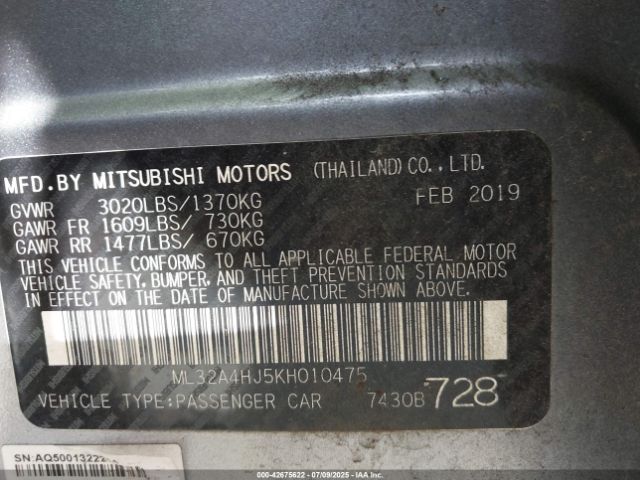 MFD.BY MITSUBISHI MOTORS (THAILAND)CO.,LTD.
GVWR 3020LBS/1370KG FEB 2019
GAWR FR 1609LBS/ 730KG
GAWR RR 1477LBS/ 670KG
THIS VEHICLE CONFORMS TO ALL APPLICABLE FEDERAL MOTOR
VEHICLE SAFETY, BUMPER, AND THEFT PREVENTION STANDARDS
IN EFFECT ON THE DATE OF MANUFACTURE SHOWN ABOVE.
ML32A4HJ5KH010475
VEHICLE TYPE:PASSENGER CAR 7430B 728
© -000-42675622 - 07/09/2025 - IAAI